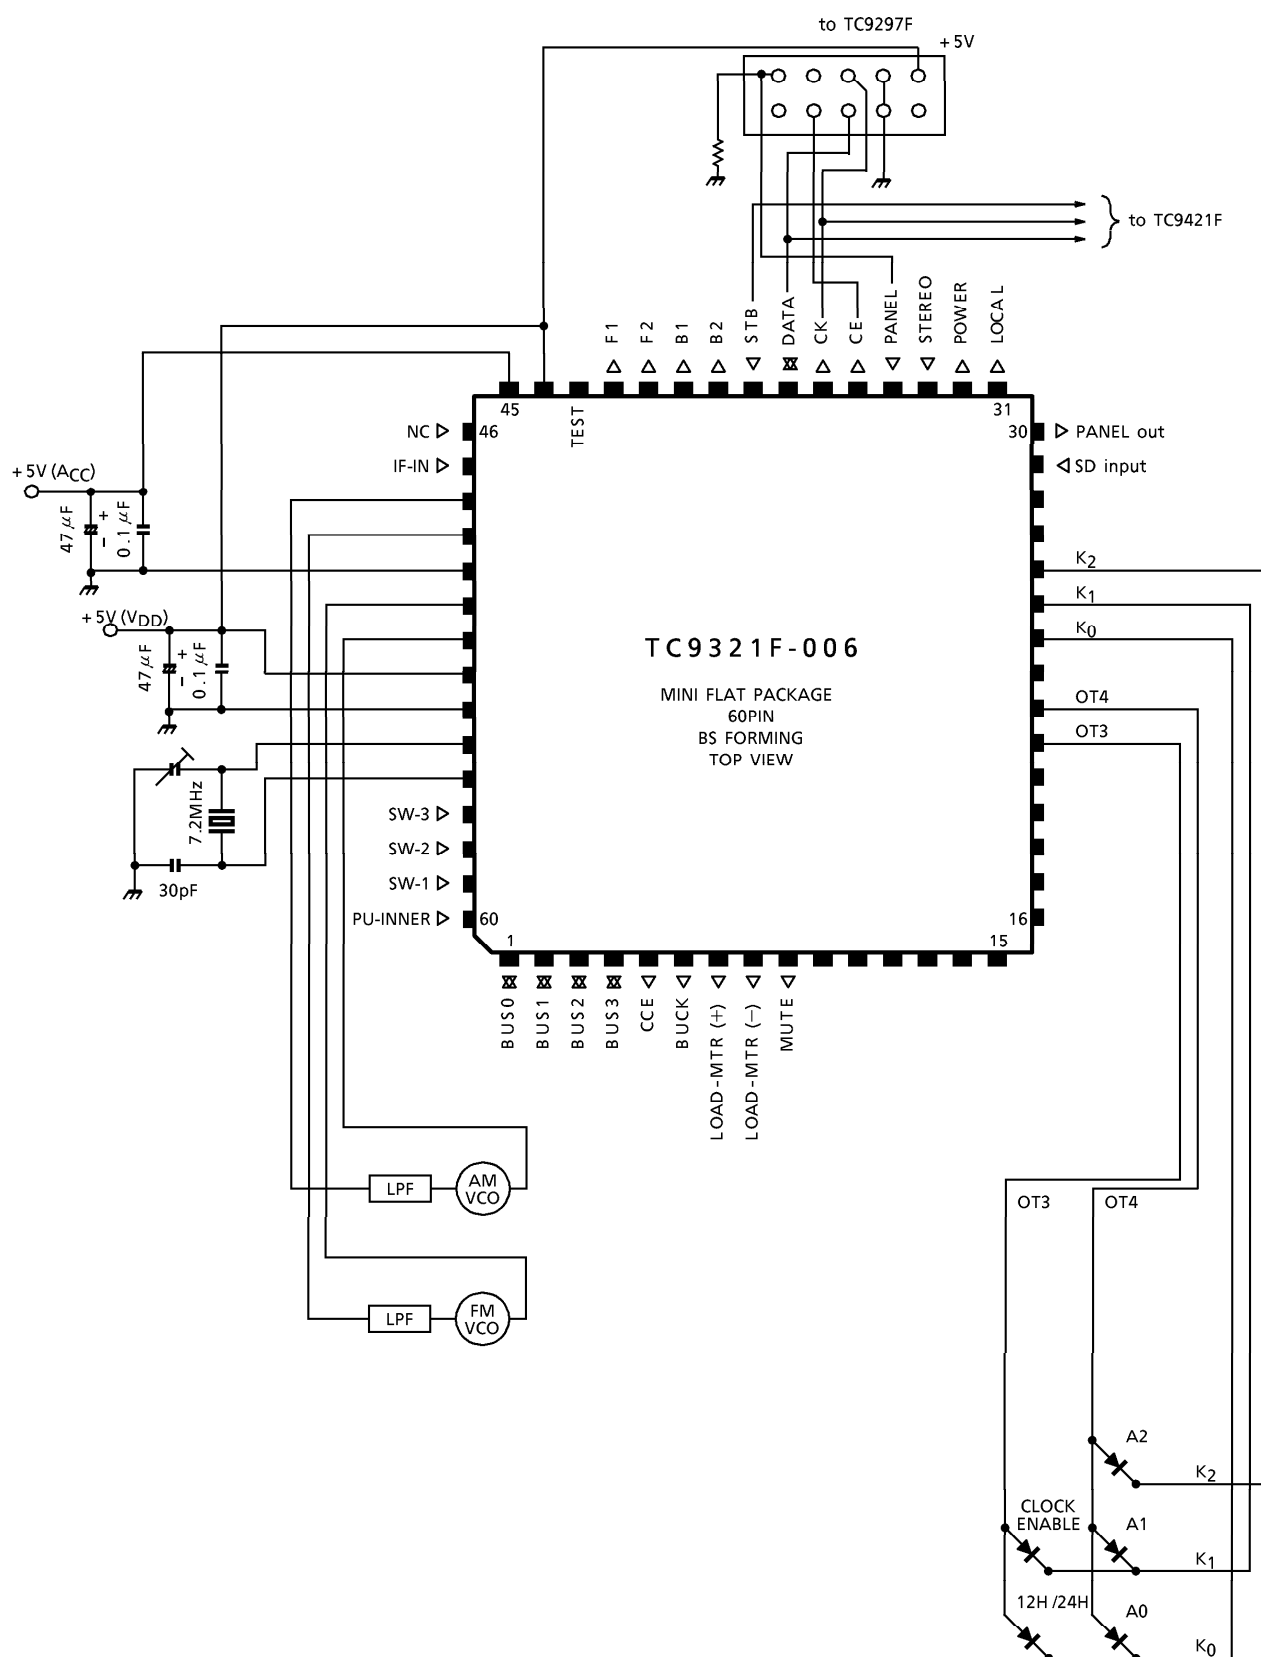 to TC9297F
+5V
to TC9421F
F1
F2
B1
B2
STB
DATA
CK
CE
PANEL
STEREO
POWER
LOCAL
45
TEST
31
NC
46
30
PANEL out
IF-IN
SD input
+5V (ACC)
47μF
+
−
0.1μF
K2
K1
+5V (VDD)
K0
47μF
+
−
0.1μF
TC9321F-006
MINI FLAT PACKAGE
60PIN
BS FORMING
TOP VIEW
OT4
OT3
7.2MHz
30pF
SW-3
SW-2
SW-1
PU-INNER
60
16
1
15
BUS0
BUS1
BUS2
BUS3
CCE
BUCK
LOAD-MTR (+)
LOAD-MTR (−)
MUTE
LPF
AM
VCO
OT3
OT4
LPF
FM
VCO
A2
K2
CLOCK
ENABLE
A1
K1
12H/24H
A0
K0